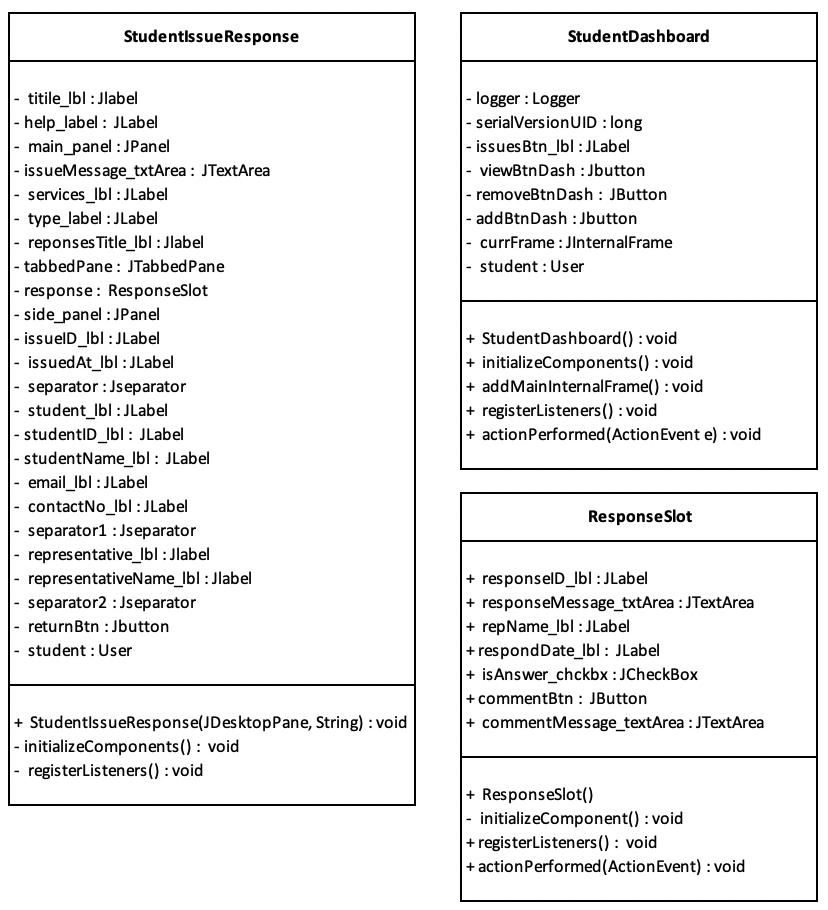 StudentIssueResponse
- titile_lbl : Jlabel
- help_label : JLabel
- main_panel : JPanel
- issueMessage_txtArea : JTextArea
- services_lbl : JLabel
- type_label : JLabel
- reponsesTitle_lbl : Jlabel
- tabbedPane : JTabbedPane
- response : ResponseSlot
- side_panel : JPanel
- issueID_lbl : JLabel
- issuedAt_lbl : JLabel
- separator : Jseparator
- student_lbl : JLabel
- studentID_lbl : JLabel
- studentName_lbl : JLabel
- email_lbl : JLabel
- contactNo_lbl : JLabel
- separator1 : Jseparator
- representative_lbl : Jlabel
- representativeName_lbl : Jlabel
- separator2 : Jseparator
- returnBtn : Jbutton
- student : User
+ StudentIssueResponse(JDesktopPane, String) : void
- initializeComponents() : void
- registerListeners() : void
StudentDashboard
- logger : Logger
- serialVersionUID : long
- issuesBtn_lbl : JLabel
- viewBtnDash : Jbutton
- removeBtnDash : JButton
- addBtnDash : Jbutton
- currFrame : JInternalFrame
- student : User
+ StudentDashboard() : void
+ initializeComponents() : void
+ addMainInternalFrame() : void
+ registerListeners() : void
+ actionPerformed(ActionEvent e) : void
ResponseSlot
+ responseID_lbl : JLabel
+ responseMessage_txtArea : JTextArea
+ repName_lbl : JLabel
+ respondDate_lbl : JLabel
+ isAnswer_chckbx : JCheckBox
+ commentBtn : JButton
+ commentMessage_textArea : JTextArea
+ ResponseSlot()
- initializeComponent() : void
+ registerListeners() : void
+ actionPerformed(ActionEvent) : void